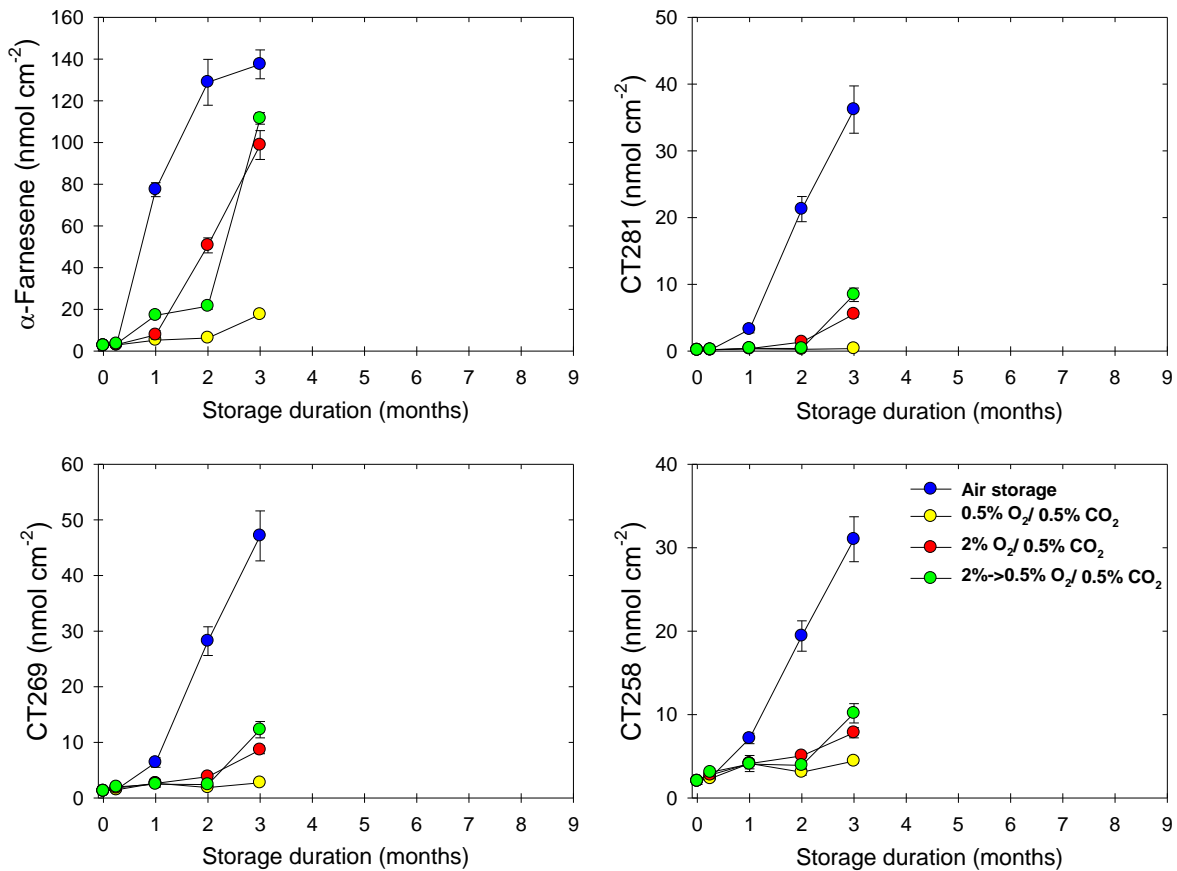 160
140
120
100
80
60
40
20
0
α-Farnesene (nmol cm-2)
0 1 2 3 4 5 6 7 8 9
Storage duration (months)
50
40
30
20
10
0
CT281 (nmol cm-2)
0 1 2 3 4 5 6 7 8 9
Storage duration (months)
60
50
40
30
20
10
0
CT269 (nmol cm-2)
0 1 2 3 4 5 6 7 8 9
Storage duration (months)
40
30
20
10
0
CT258 (nmol cm-2)
Air storage
0.5% O2/ 0.5% CO2
2% O2/ 0.5% CO2
2%->0.5% O2/ 0.5% CO2
0 1 2 3 4 5 6 7 8 9
Storage duration (months)